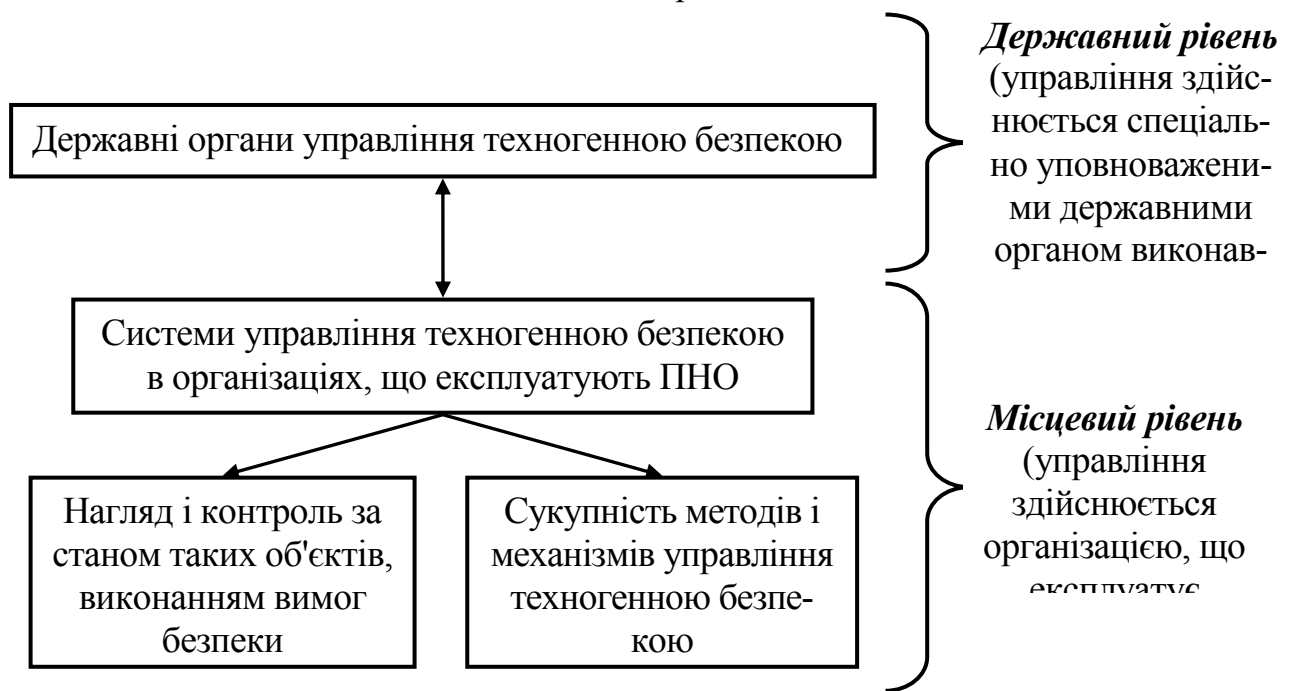 Державний рівень
(управління здійс-
нюється спеціаль-
но уповноважени-
ми державними
органом виконав-
Державні органи управління техногенною безпекою
Системи управління техногенною безпекою
в організаціях, що експлуатують ПНО
Місцевий рівень
(управління
здійснюється
організацією, що
експлуатує
Нагляд і контроль за
станом таких об'єктів,
виконанням вимог
безпеки
Сукупність методів і
механізмів управління
техногенною безпе-
кою